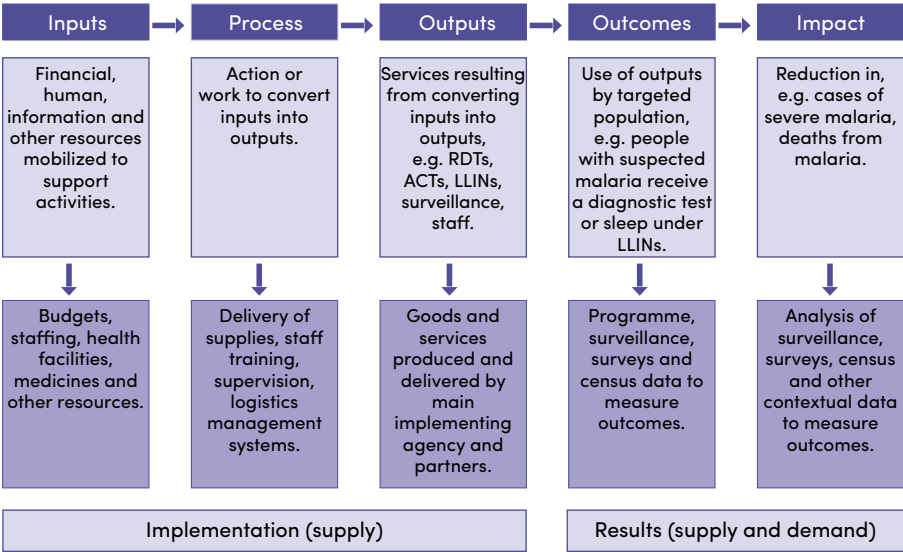 Inputs
Process
Outputs
Outcomes
Impact
Financial,
human,
information and
other resources
mobilized to
support
activities.
Action or
work to convert
inputs into
outputs.
Services resulting
from converting
inputs into
outputs,
e.g. RDTs,
ACTs, LLINs,
surveillance,
staff.
Use of outputs
by targeted
population,
e.g. people
with suspected
malaria receive
a diagnostic test
or sleep under
LLINs.
Reduction in,
e.g. cases of
severe malaria,
deaths from
malaria.
Budgets,
staffing, health
facilities,
medicines and
other resources.
Delivery of
supplies, staff
training,
supervision,
logistics
management
systems.
Goods and
services
produced and
delivered by
main
implementing
agency and
partners.
Programme,
surveillance,
surveys and
census data to
measure
outcomes.
Analysis of
surveillance,
surveys, census
and other
contextual data
to measure
outcomes.
Implementation (supply)
Results (supply and demand)